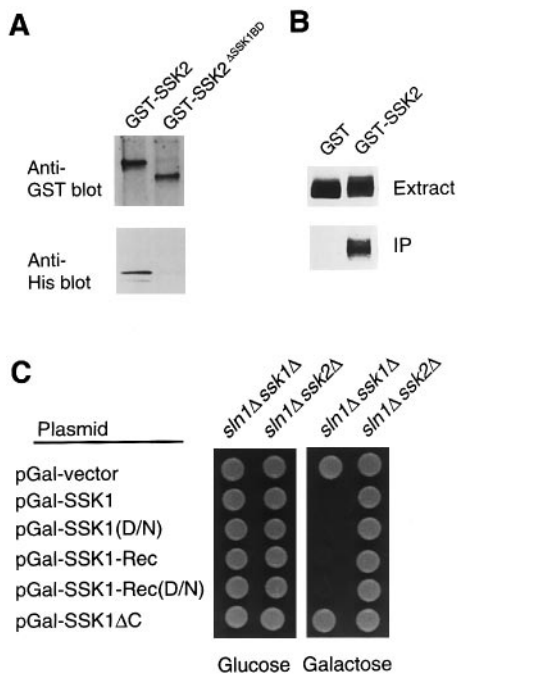 A
GST-SSK2
GST-SSK2 ΔSSK1BD
Anti-
GST blot
Anti-
His blot
B
GST
GST-SSK2
Extract
IP
C
Plasmid
sln1Δ ssk1Δ
sln1Δ ssk2Δ
sln1Δ ssk1Δ
sln1Δ ssk2Δ
pGal-vector
pGal-SSK1
pGal-SSK1(D/N)
pGal-SSK1-Rec
pGal-SSK1-Rec(D/N)
pGal-SSK1ΔC
Glucose
Galactose